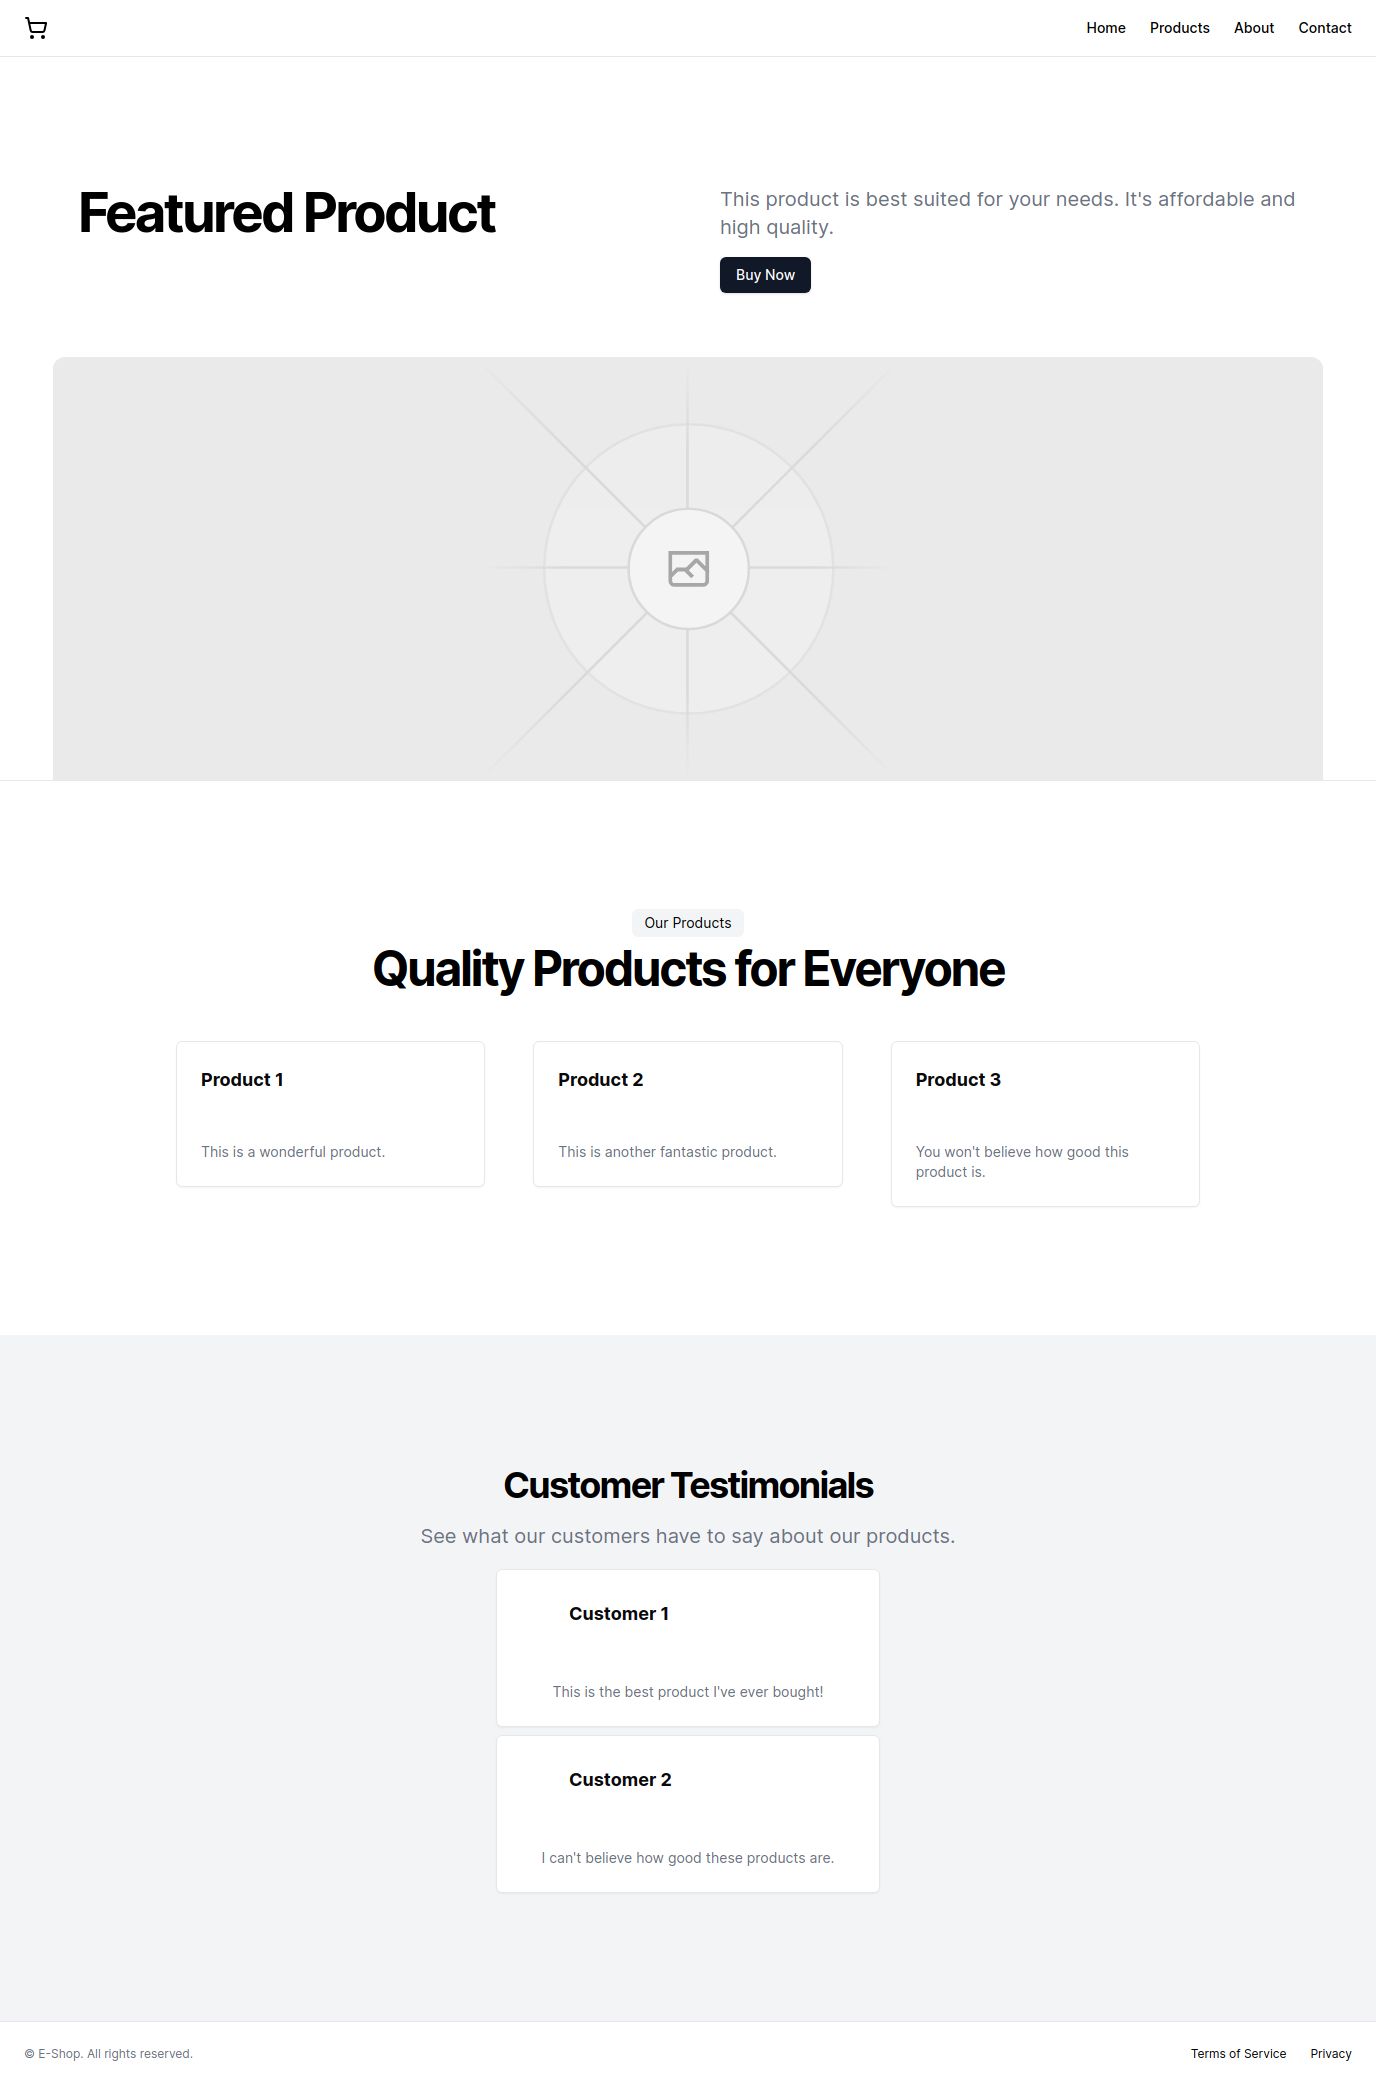 Home Products About Contact
Featured Product
This product is best suited for your needs. It's affordable and
high quality.
Buy Now
Our Products
Quality Products for Everyone
Product 1
This is a wonderful product.
Product 2
This is another fantastic product.
Product 3
You won't believe how good this
product is.
Customer Testimonials
See what our customers have to say about our products.
Customer 1
This is the best product I've ever bought!
Customer 2
I can't believe how good these products are.
© E-Shop. All rights reserved.
Terms of Service Privacy